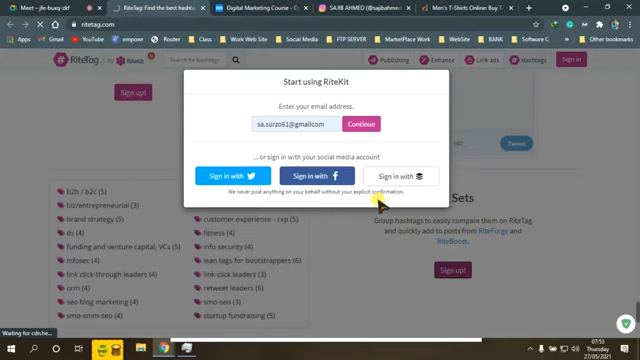 Meet – jfe-buorj-zkf
RiteTag: Find the best hashta
Digital Marketing Course - Dr
SAJIB AHMED (@sajibahmed
Men's T-Shirts Online: Buy M
ritetag.com
Apps
Gmail
YouTube
Google
Course
Work Web Site
Social Media
FTP SERVER
MarketPlace Work
Website
BANK
Software C
Other bookmarks
RiteTag | by RiteKit
Search for hashtags
Publishing
Enhance
Link ads
Hashtags
Sign in
Start using RiteKit
Sign up!
Enter your email address.
sa.surzo61@gmailcom
Continue
Tweet
... or sign in with your social media account
Sign in with
Sign in with
Sign in with
We never post anything on your behalf without your explicit confirmation.
b2b / b2c (5)
biz/entrepreneurial (3)
brand strategy (5)
ds (4)
funding and venture capital, VC (5)
infosec (4)
link click-through leaders (4)
orm (4)
seo blog marketing (4)
smo-smm-seo (4)
customer experience - cxp (5)
fitness (4)
info security (4)
lean tags for bootstrappers (6)
link-click leaders (3)
retweet leaders (6)
smo-seo (3)
startup fundraising (5)
Sets
Group hashtags to easily compare them on RiteTag
and quickly add to posts from RiteForge and
RiteBoost.
Sign up!
Waiting for cdn.he...
07:53
Thursday
27/05/2021